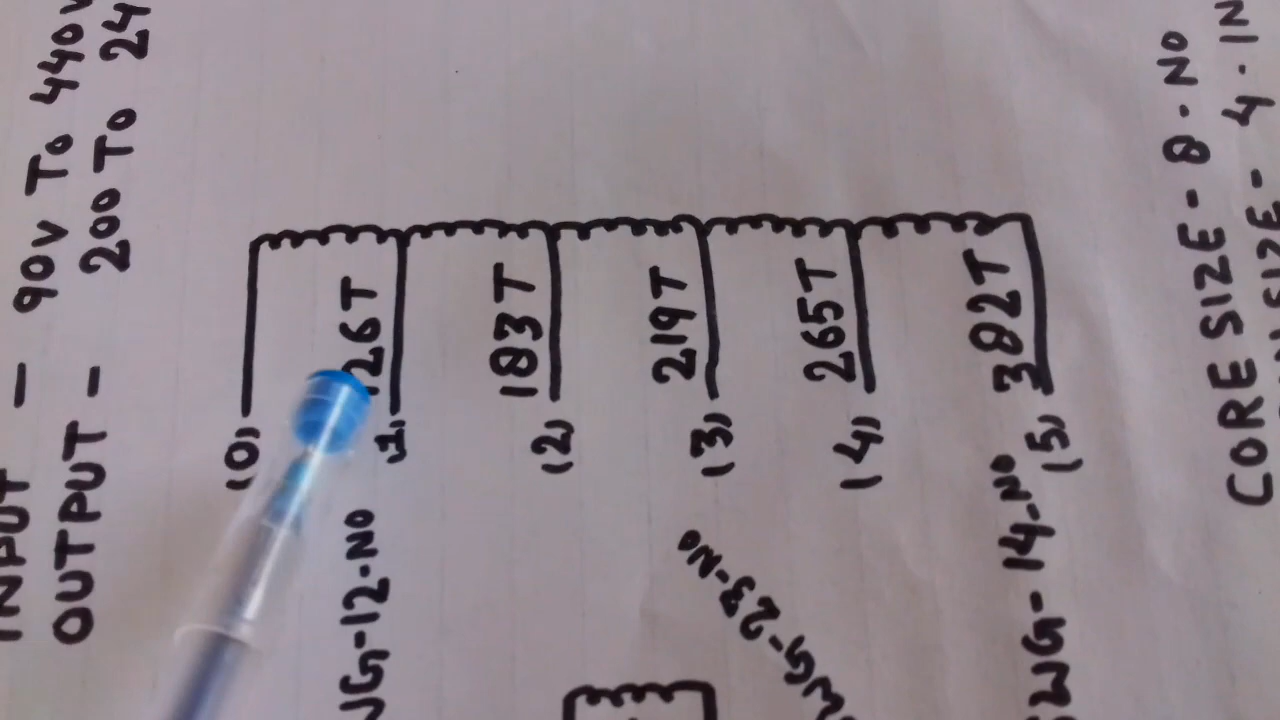 INPUT - 90V TO 440V
OUTPUT - 200 TO 24
126T
183T
219T
265T
382T
(0)
(1)
(2)
(3)
(4)
(5)
WG-12-NO
SWG-23-NO
SWG-14-NO
CORE SIZE - 8-NO
SIZE - 4. IN